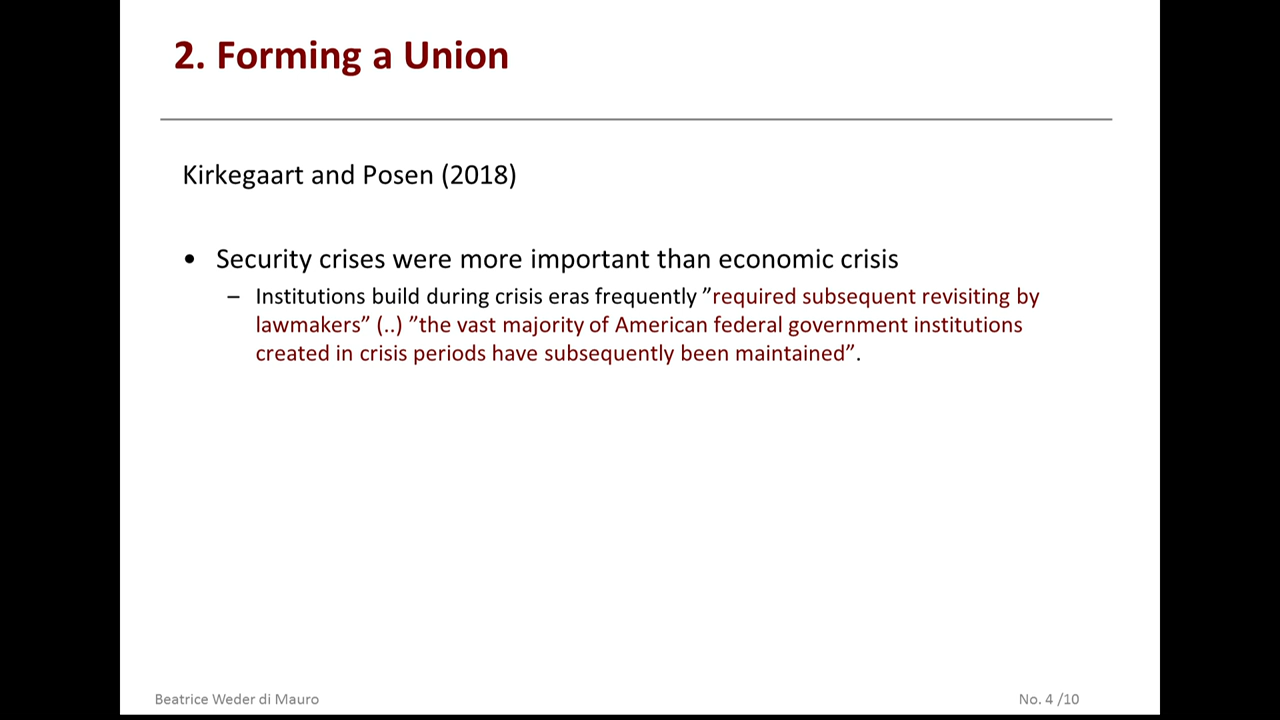 2. Forming a Union
Kirkegaart and Posen (2018)
• Security crises were more important than economic crisis
– Institutions build during crisis eras frequently ”required subsequent revisiting by
lawmakers” (..) ”the vast majority of American federal government institutions
created in crisis periods have subsequently been maintained”.
Beatrice Weder di Mauro
No. 4 /10